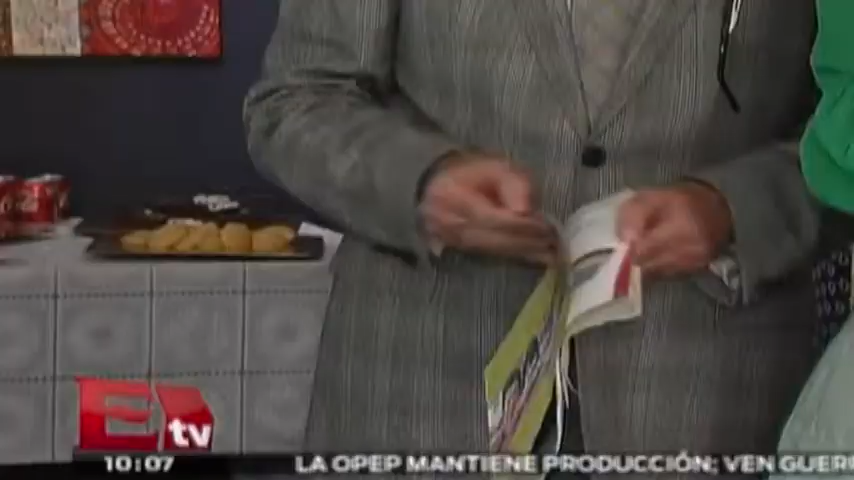 E tv
10:07 LA OPEP MANTIENE PRODUCCIÓN; VEN GUER